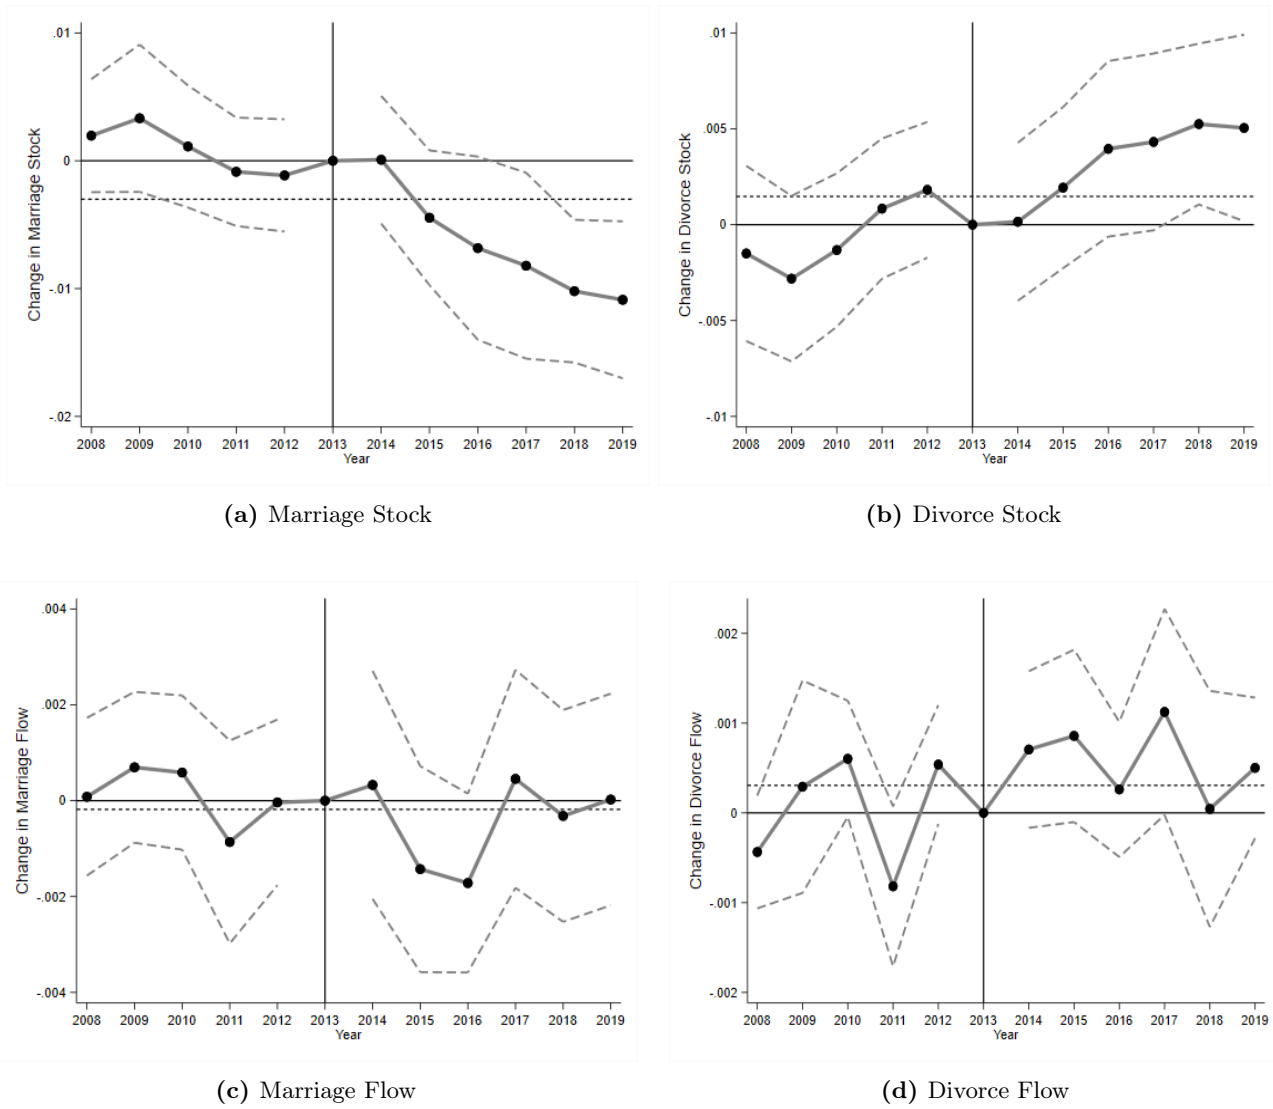 Change in Marriage Stock
.01
0
-.01
-.02
2008 2009 2010 2011 2012 2013 2014 2015 2016 2017 2018 2019
Year
(a) Marriage Stock
Change in Divorce Stock
.01
.005
0
-.005
-.01
2008 2009 2010 2011 2012 2013 2014 2015 2016 2017 2018 2019
Year
(b) Divorce Stock
Change in Marriage Flow
.004
.002
0
-.002
-.004
2008 2009 2010 2011 2012 2013 2014 2015 2016 2017 2018 2019
Year
(c) Marriage Flow
Change in Divorce Flow
.002
.001
0
-.001
-.002
2008 2009 2010 2011 2012 2013 2014 2015 2016 2017 2018 2019
Year
(d) Divorce Flow